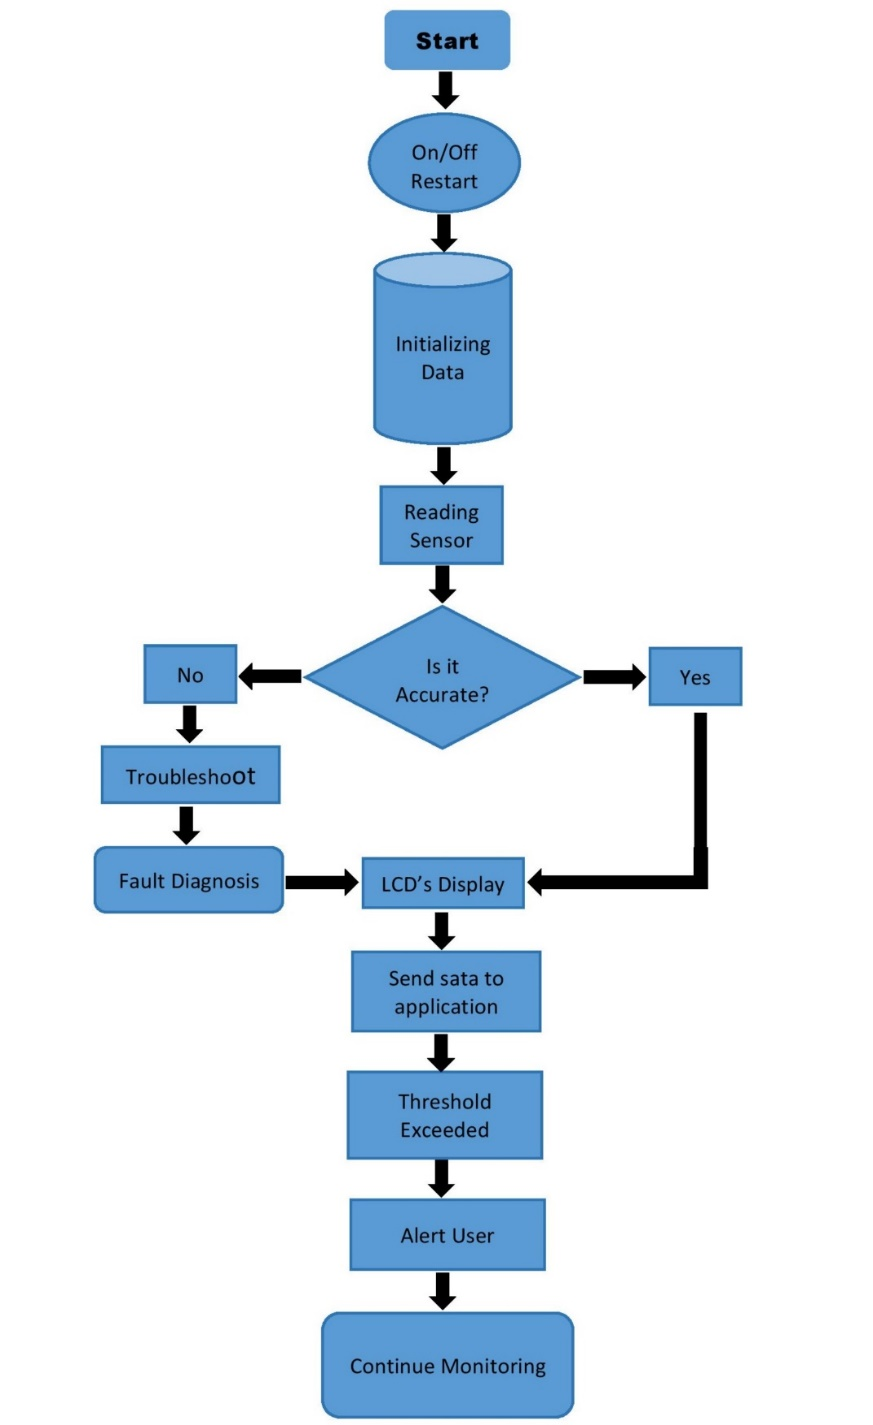 Start
On/Off
Restart
Initializing
Data
Reading
Sensor
Is it
Accurate?
No
Yes
Troubleshoot
Fault Diagnosis
LCD's Display
Send sata to
application
Threshold
Exceeded
Alert User
Continue Monitoring